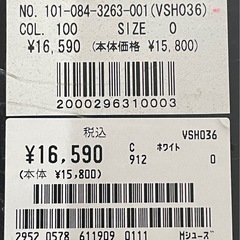 NO. 101-084-3263-001(VSH036)
COL. 100 SIZE 0
¥16,590 (本体価格 ¥15,800)
2000296310003
税込 VSH036
¥16,590 C ホワイト
(本体 ¥15,800) 912 0
2952 0578 611909 0111 Mシューズ